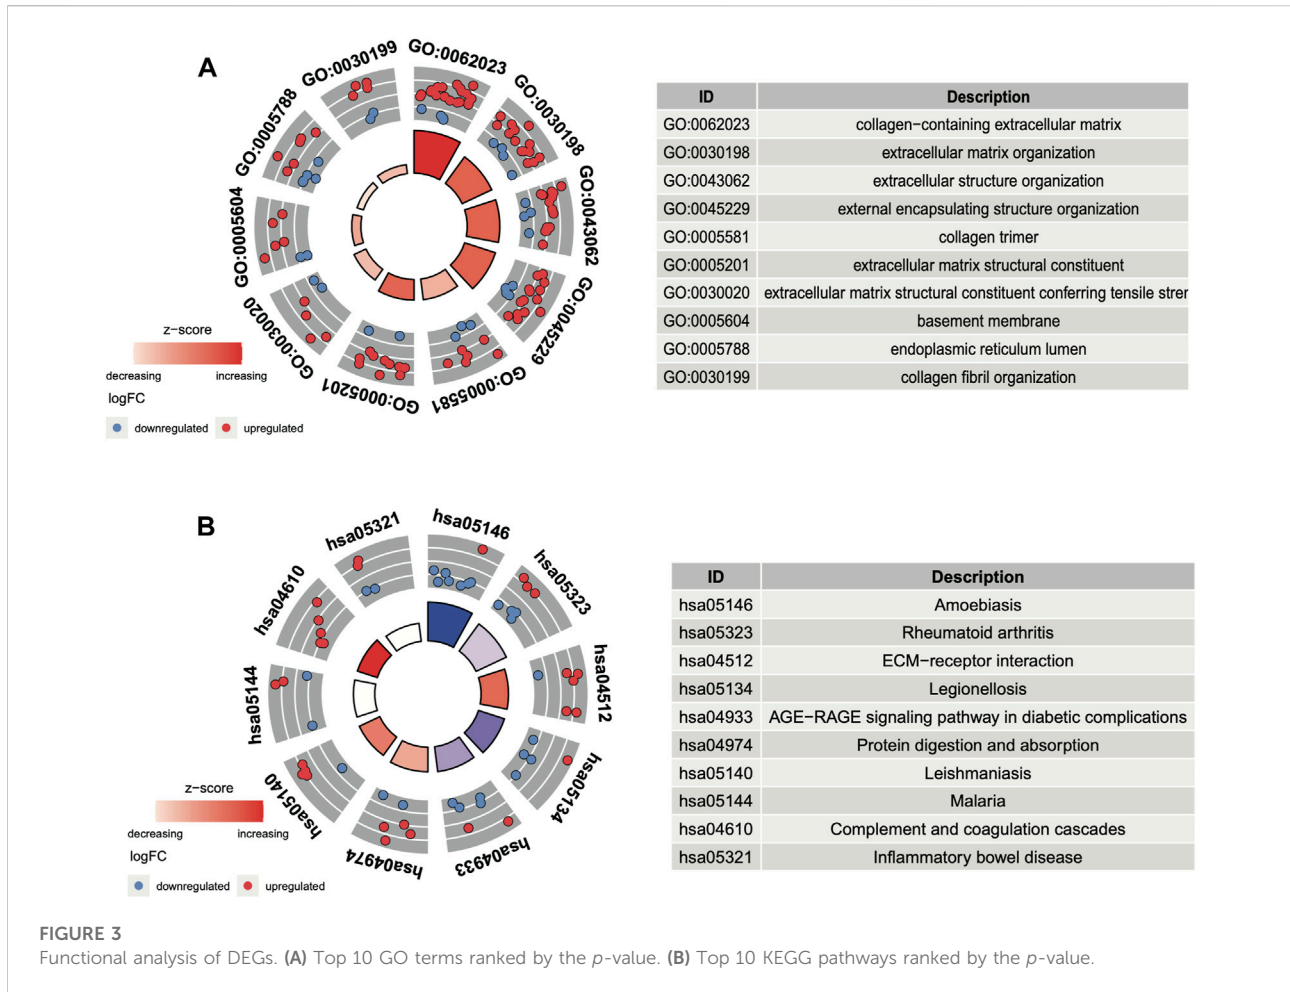 A
GO:0030199
GO:0062023
GO:0030198
GO:0043062
GO:0045229
GO:0005581
GO:0005201
GO:0030020
GO:0005604
GO:0005788
z-score
decreasing increasing
logFC
downregulated upregulated
ID Description
GO:0062023 collagen-containing extracellular matrix
GO:0030198 extracellular matrix organization
GO:0043062 extracellular structure organization
GO:0045229 external encapsulating structure organization
GO:0005581 collagen trimer
GO:0005201 extracellular matrix structural constituent
GO:0030020 extracellular matrix structural constituent conferring tensile strer
GO:0005604 basement membrane
GO:0005788 endoplasmic reticulum lumen
GO:0030199 collagen fibril organization
B
hsa05321
hsa05146
hsa05323
hsa04512
hsa05134
hsa04933
hsa04974
hsa05140
hsa05144
hsa04610
z-score
decreasing increasing
logFC
downregulated upregulated
ID Description
hsa05146 Amoebiasis
hsa05323 Rheumatoid arthritis
hsa04512 ECM-receptor interaction
hsa05134 Legionellosis
hsa04933 AGE-RAGE signaling pathway in diabetic complications
hsa04974 Protein digestion and absorption
hsa05140 Leishmaniasis
hsa05144 Malaria
hsa04610 Complement and coagulation cascades
hsa05321 Inflammatory bowel disease
FIGURE 3
Functional analysis of DEGs. (A) Top 10 GO terms ranked by the p-value. (B) Top 10 KEGG pathways ranked by the p-value.